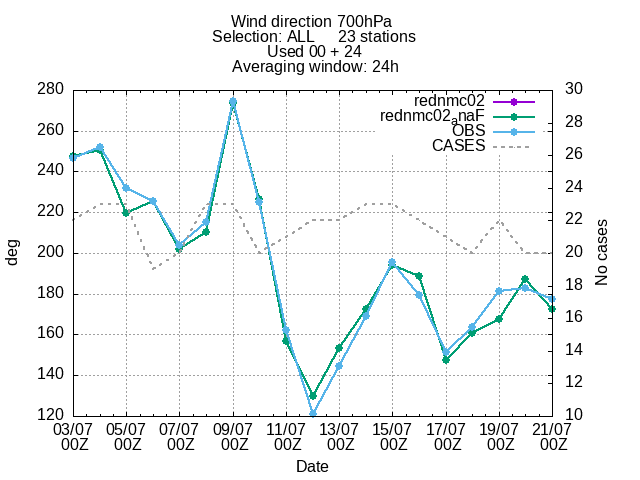 Wind direction 700hPa
Selection: ALL 23 stations
Used 00 + 24
Averaging window: 24h
280
260
240
220
200
180
160
140
120
deg
30
28
26
24
22
20
18
16
14
12
10
No cases
rednmc02
rednmc02anaF
OBS
CASES
03/07 05/07 07/07 09/07 11/07 13/07 15/07 17/07 19/07 21/07
00Z 00Z 00Z 00Z 00Z 00Z 00Z 00Z 00Z 00Z
Date